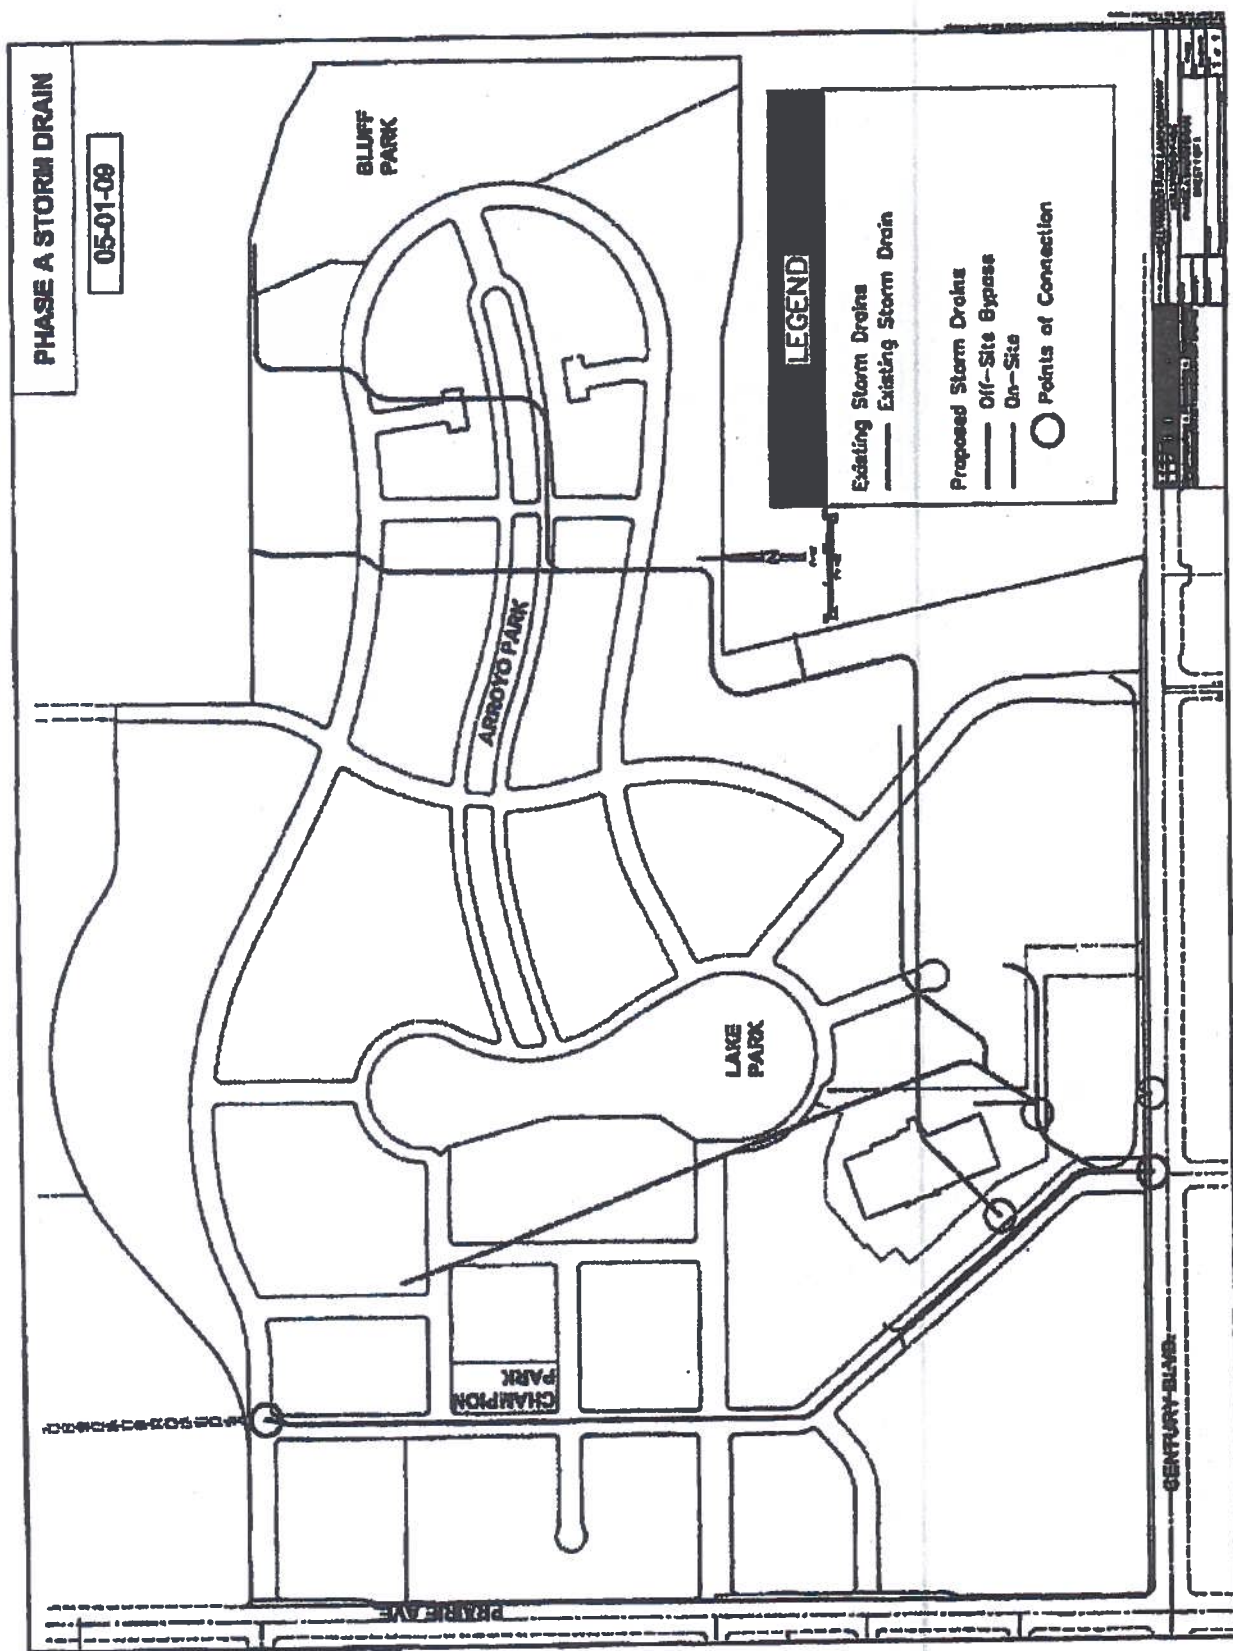 PHASE A STORM DRAIN
05-01-09
BLUFF
PARK
ARROYO PARK
LAKE
PARK
CHAMPION
PARK
PRAIRIE AVE
CENTURY BLVD.
LEGEND
Existing Storm Drains
Existing Storm Drain
Proposed Storm Drains
Off-Site Bypass
On-Site
Points of Connection